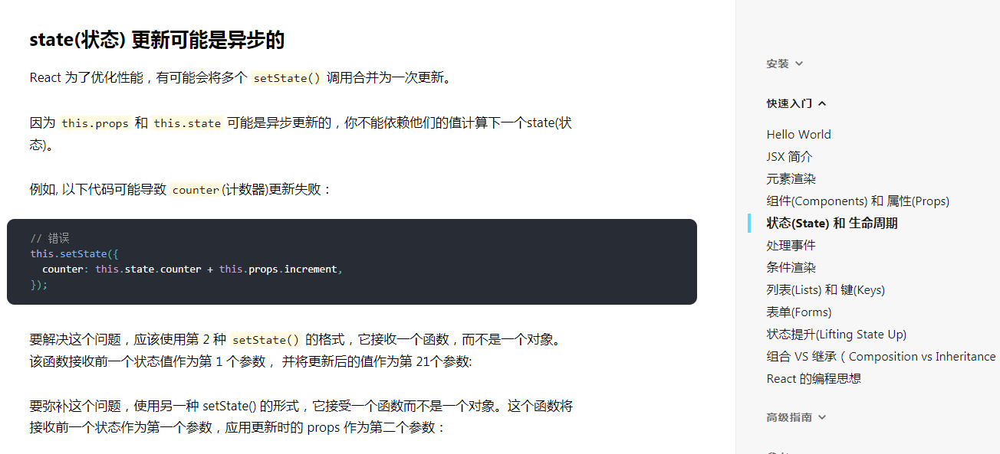 state(状态) 更新可能是异步的
React 为了优化性能，有可能会将多个 setState() 调用合并为一次更新。
因为 this.props 和 this.state 可能是异步更新的，你不能依赖他们的值计算下一个state(状
态)。
例如, 以下代码可能导致 counter(计数器)更新失败：
// 错误
this.setState({
  counter: this.state.counter + this.props.increment,
});
要解决这个问题，应该使用第 2 种 setState() 的格式，它接收一个函数，而不是一个对象。
该函数接收前一个状态值作为第 1 个参数， 并将更新后的值作为第 21个参数:
要弥补这个问题，使用另一种 setState() 的形式，它接受一个函数而不是一个对象。这个函数将
接收前一个状态作为第一个参数，应用更新时的 props 作为第二个参数：
安装
快速入门
Hello World
JSX 简介
元素渲染
组件(Components) 和 属性(Props)
状态(State) 和 生命周期
处理事件
条件渲染
列表(Lists) 和 键(Keys)
表单(Forms)
状态提升(Lifting State Up)
组合 VS 继承（Composition vs Inheritance
React 的编程思想
高级指南